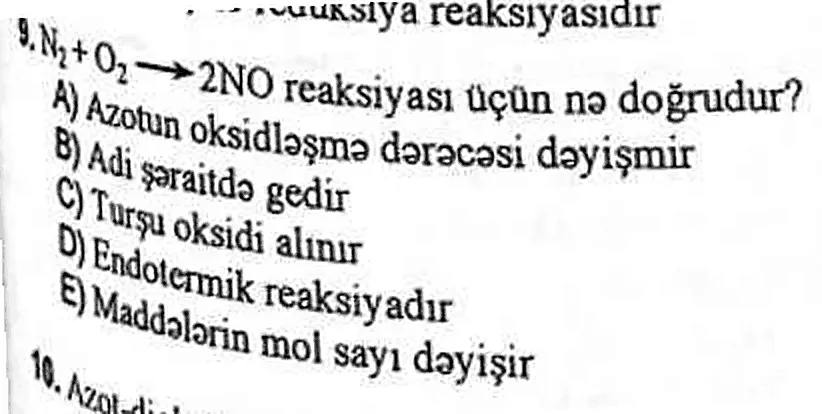 reaksiyasıdır
9. N₂ + O₂ → 2NO reaksiyası üçün nə doğrudur?
A) Azotun oksidləşmə dərəcəsi dəyişmir
B) Adi şəraitdə gedir
C) Turşu oksidi alınır
D) Endotermik reaksiyadır
E) Maddələrin mol sayı dəyişir
10.